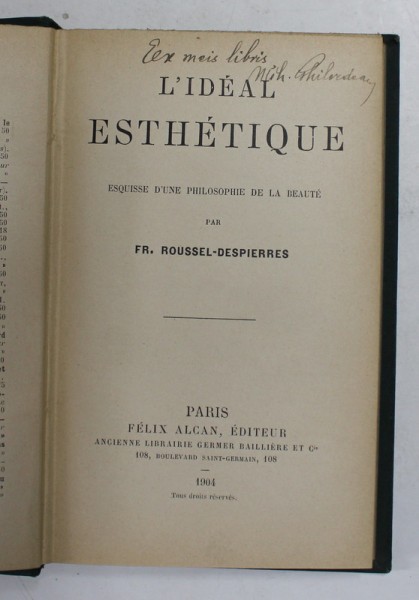 Ex meis libris
Mih.
L'IDÉAL
ESTHÉTIQUE
ESQUISSE D'UNE PHILOSOPHIE DE LA BEAUTÉ
PAR
FR. ROUSSEL-DESPIERRES
PARIS
FÉLIX ALCAN, ÉDITEUR
ANCIENNE LIBRAIRIE GERMER BAILLIÈRE ET Cie
108, BOULEVARD SAINT-GERMAIN, 108
1904
Tous droits réservés.